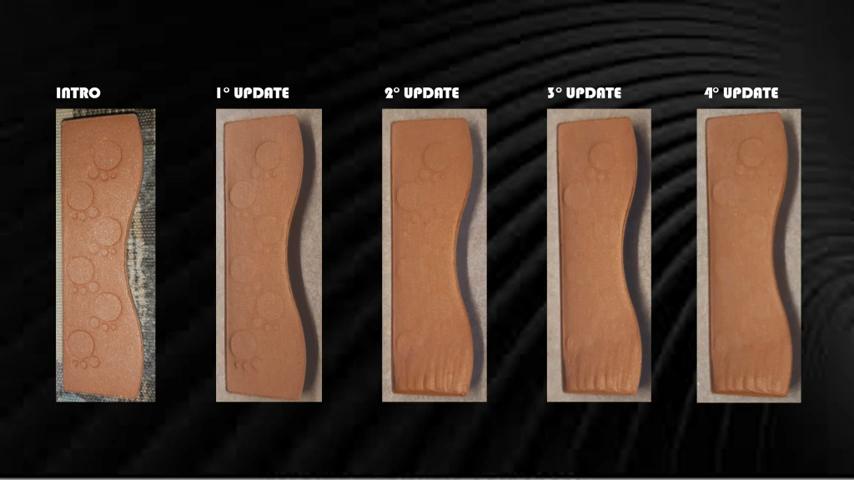 INTRO
1° UPDATE
2° UPDATE
3° UPDATE
4° UPDATE